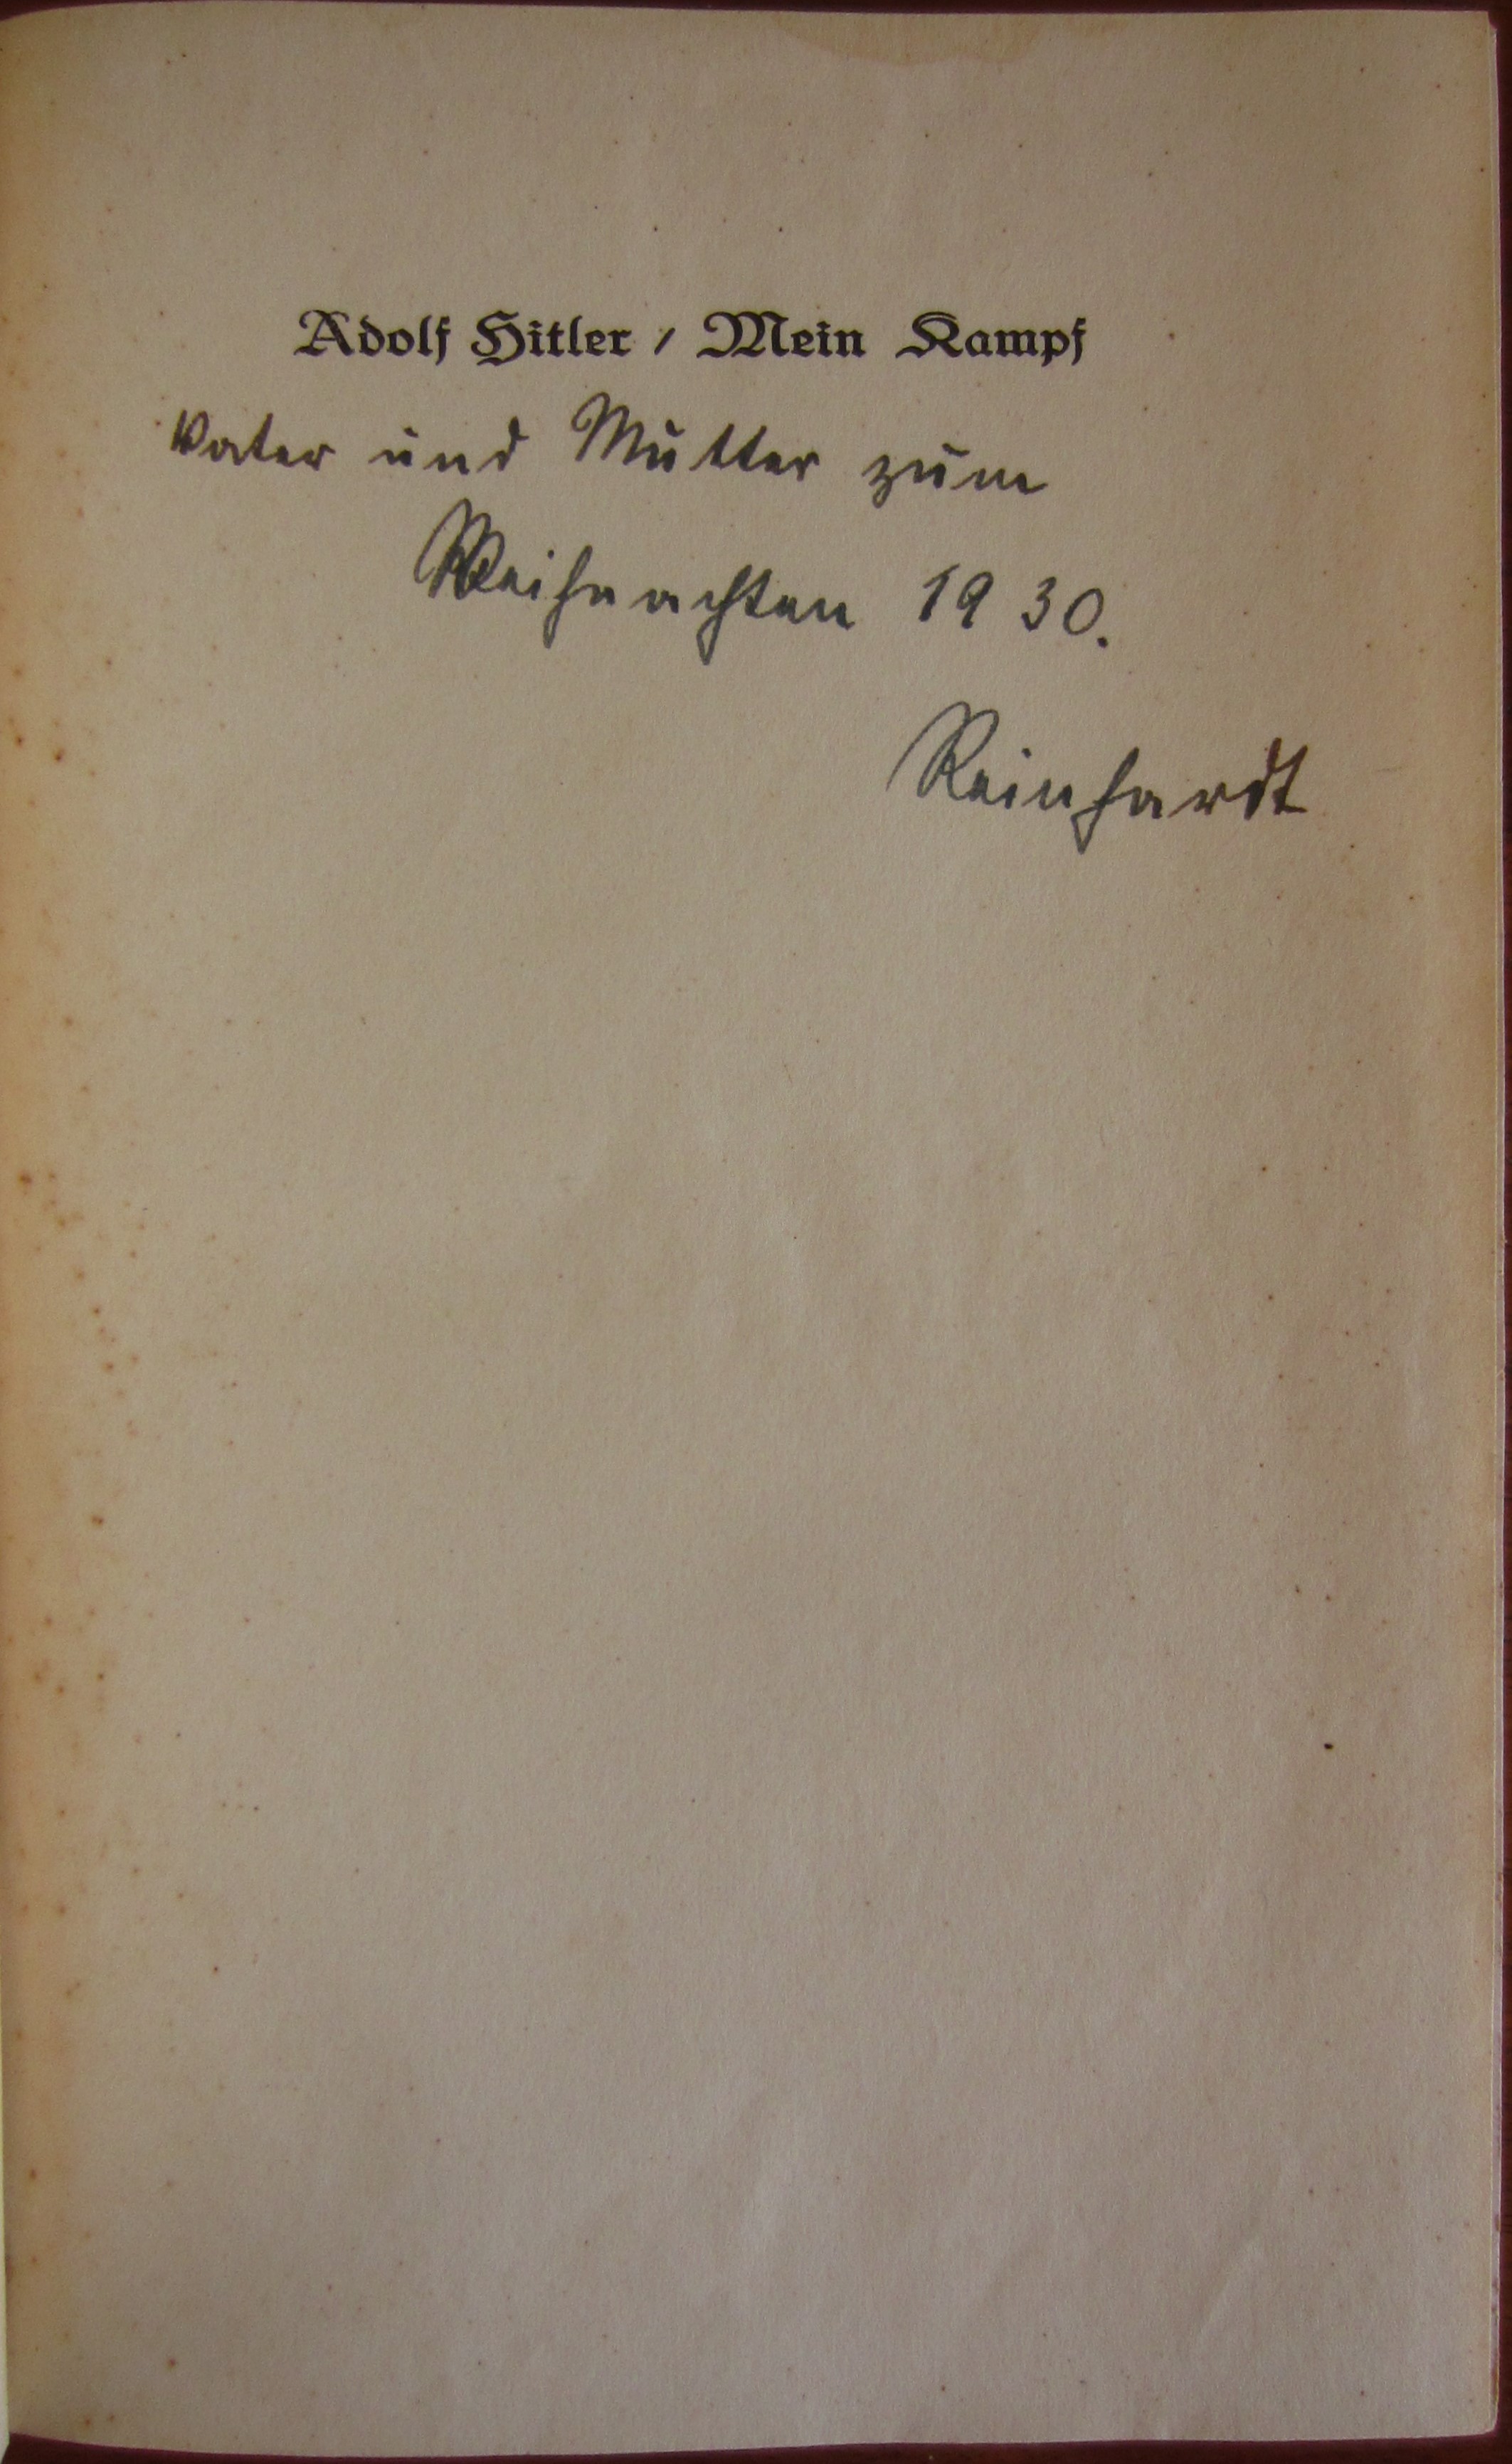 Adolf Hitler / Mein Kampf
Vater und Mutter zum
Weihnachten 1930.
Reinhardt